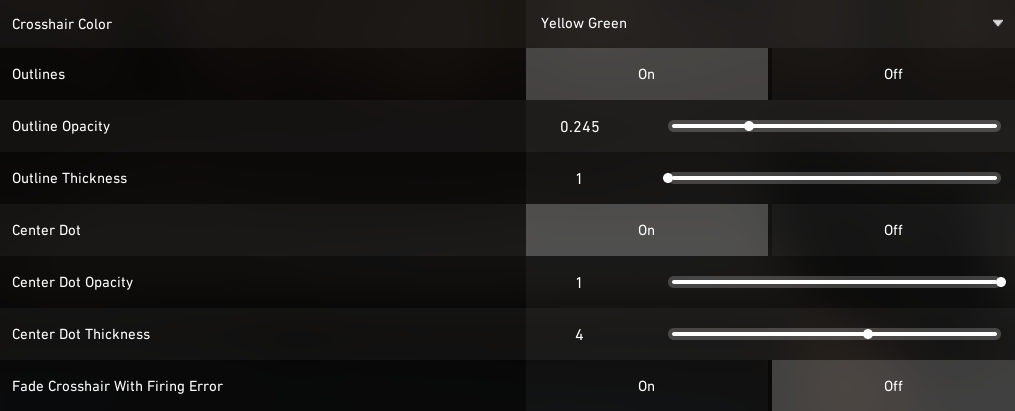 Crosshair Color Yellow Green
Outlines On Off
Outline Opacity 0.245
Outline Thickness 1
Center Dot On Off
Center Dot Opacity 1
Center Dot Thickness 4
Fade Crosshair With Firing Error On Off